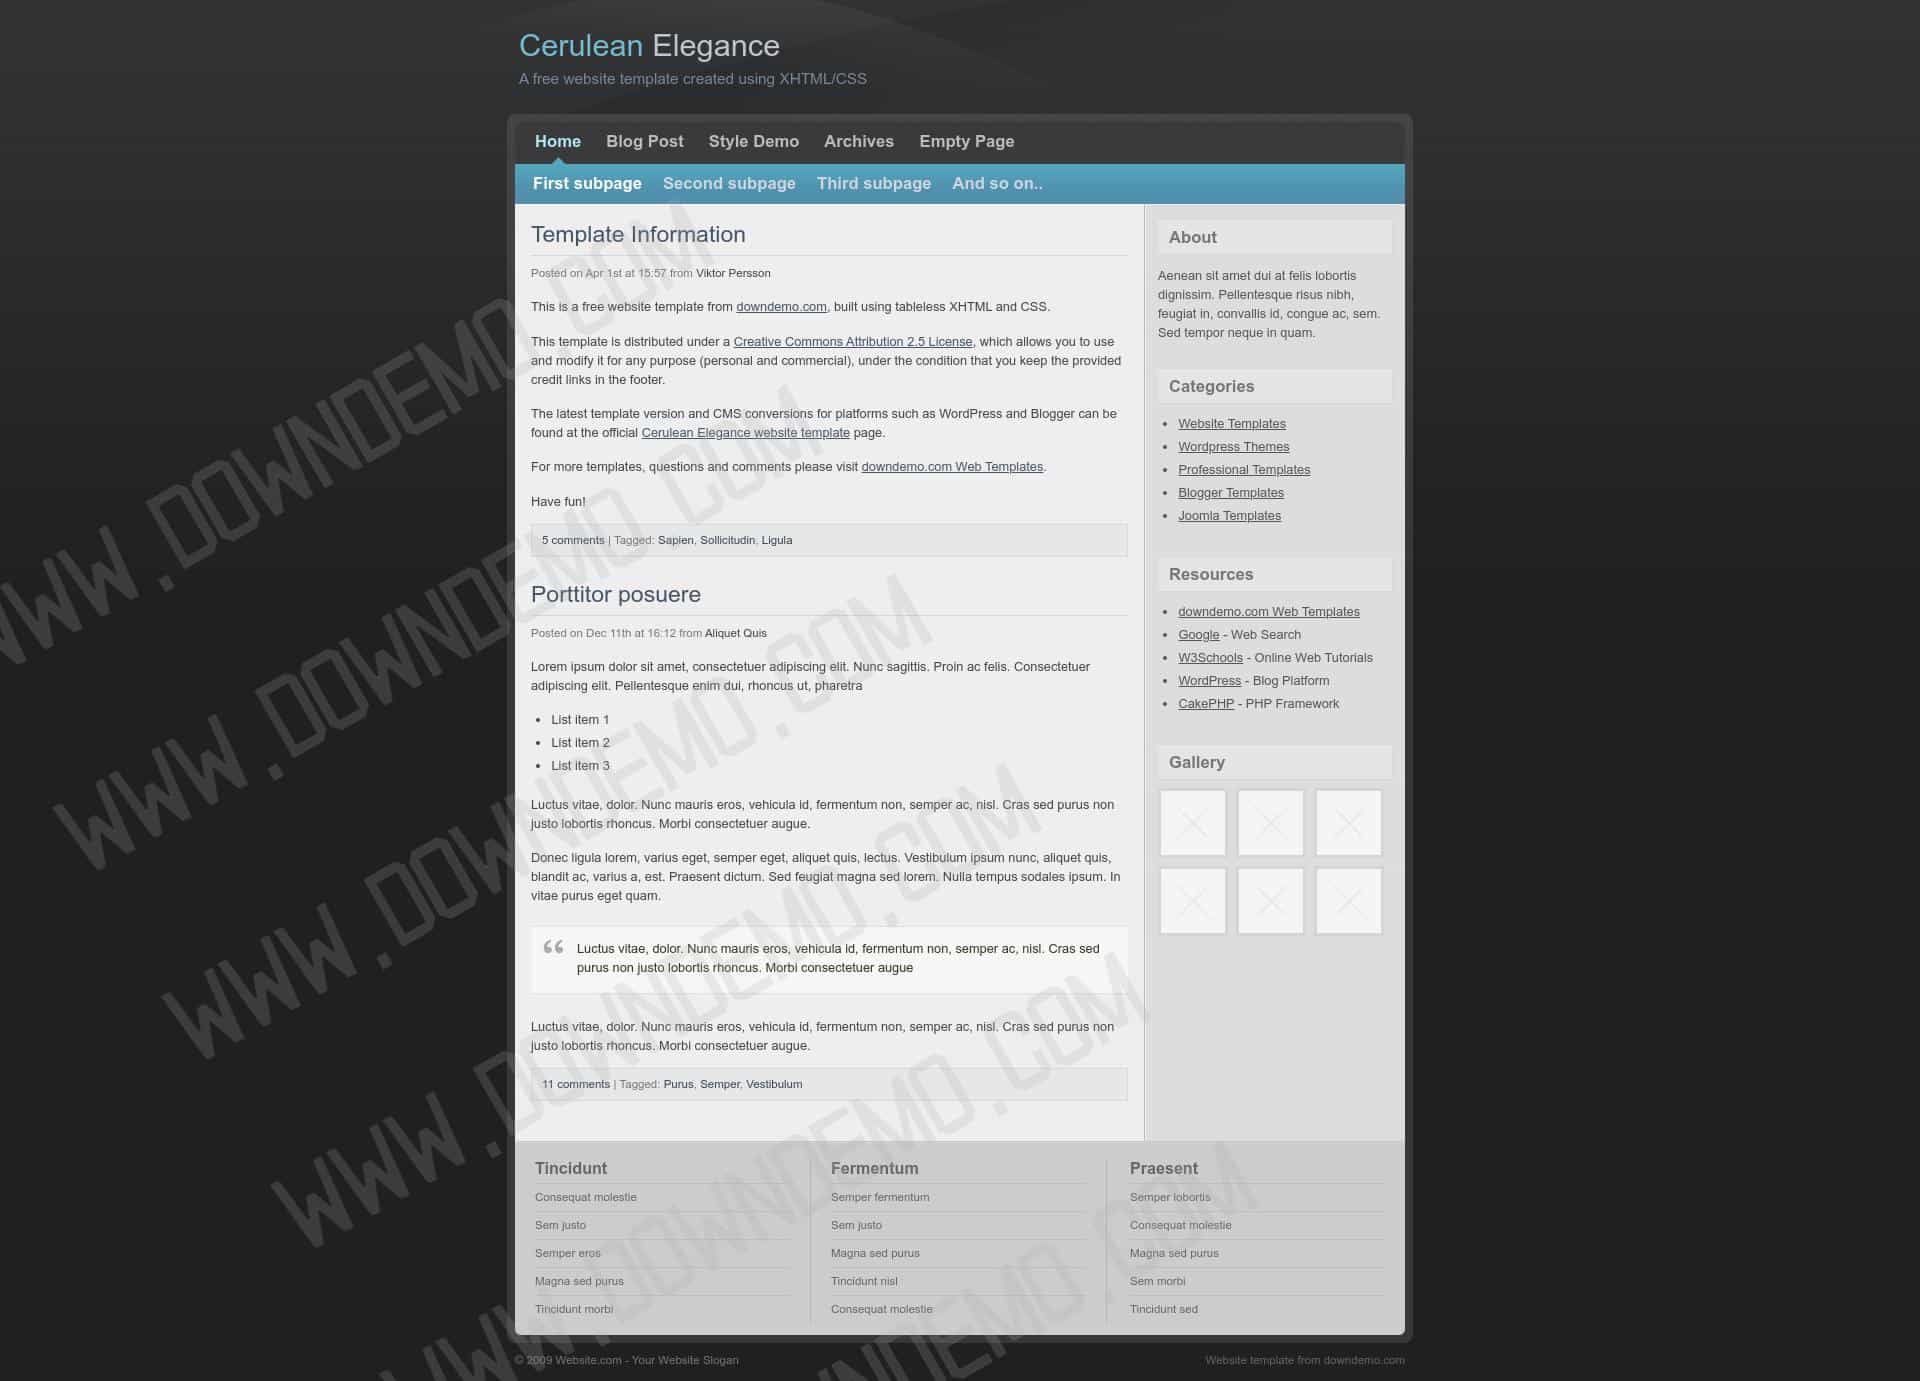 Cerulean Elegance
A free website template created using XHTML/CSS
Home Blog Post Style Demo Archives Empty Page
First subpage Second subpage Third subpage And so on..
Template Information
Posted on Apr 1st at 15:57 from Viktor Persson
This is a free website template from downdemo.com, built using tableless XHTML and CSS.
This template is distributed under a Creative Commons Attribution 2.5 License, which allows you to use
and modify it for any purpose (personal and commercial), under the condition that you keep the provided
credit links in the footer.
The latest template version and CMS conversions for platforms such as WordPress and Blogger can be
found at the official Cerulean Elegance website template page.
For more templates, questions and comments please visit downdemo.com Web Templates.
Have fun!
5 comments | Tagged: Sapien, Sollicitudin, Ligula
Porttitor posuere
Posted on Dec 11th at 16:12 from Aliquet Quis
Lorem ipsum dolor sit amet, consectetuer adipiscing elit. Nunc sagittis. Proin ac felis. Consectetuer
adipiscing elit. Pellentesque enim dui, rhoncus ut, pharetra
• List item 1
• List item 2
• List item 3
Luctus vitae, dolor. Nunc mauris eros, vehicula id, fermentum non, semper ac, nisl. Cras sed purus non
justo lobortis rhoncus. Morbi consectetuer augue.
Donec ligula lorem, varius eget, semper eget, aliquet quis, lectus. Vestibulum ipsum nunc, aliquet quis,
blandit ac, varius a, est. Praesent dictum. Sed feugiat magna sed lorem. Nulla tempus sodales ipsum. In
vitae purus eget quam.
“ Luctus vitae, dolor. Nunc mauris eros, vehicula id, fermentum non, semper ac, nisl. Cras sed
purus non justo lobortis rhoncus. Morbi consectetuer augue
Luctus vitae, dolor. Nunc mauris eros, vehicula id, fermentum non, semper ac, nisl. Cras sed purus non
justo lobortis rhoncus. Morbi consectetuer augue.
11 comments | Tagged: Purus, Semper, Vestibulum
About
Aenean sit amet dui at felis lobortis
dignissim. Pellentesque risus nibh,
feugiat in, convallis id, congue ac, sem.
Sed tempor neque in quam.
Categories
• Website Templates
• Wordpress Themes
• Professional Templates
• Blogger Templates
• Joomla Templates
Resources
• downdemo.com Web Templates
• Google - Web Search
• W3Schools - Online Web Tutorials
• WordPress - Blog Platform
• CakePHP - PHP Framework
Gallery
Tincidunt
Consequat molestie
Sem justo
Semper eros
Magna sed purus
Tincidunt morbi
Fermentum
Semper fermentum
Sem justo
Magna sed purus
Tincidunt nisl
Consequat molestie
Praesent
Semper lobortis
Consequat molestie
Magna sed purus
Sem morbi
Tincidunt sed
© 2009 Website.com - Your Website Slogan
Website template from downdemo.com
WWW.DOWNDEMO.COM
WWW.DOWNDEMO.COM
WWW.DOWNDEMO.COM
WWW.DOWNDEMO.COM
WWW.DOWNDEMO.COM
NDEMO.COM